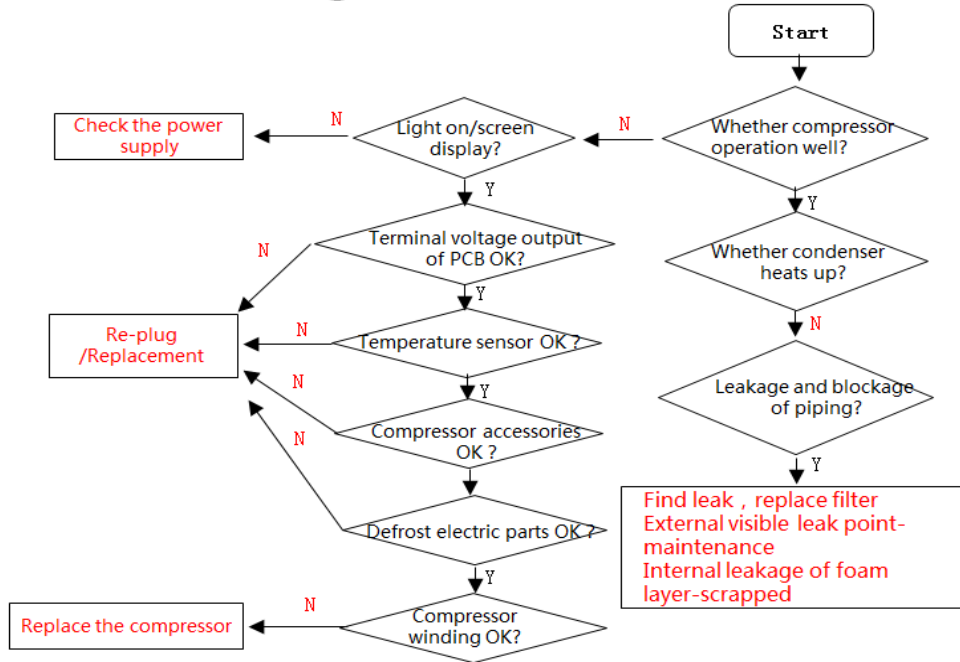 Start
Whether compressor
operation well?
N
Light on/screen
display?
N
Check the power
supply
Y
Y
Terminal voltage output
of PCB OK?
N
Whether condenser
heats up?
Y
N
Re-plug
/Replacement
N
Temperature sensor OK ?
Y
Leakage and blockage
of piping?
N
Compressor accessories
OK ?
Y
N
Defrost electric parts OK ?
Find leak , replace filter
External visible leak point-
maintenance
Internal leakage of foam
layer-scrapped
Y
N
Replace the compressor
Compressor
winding OK?